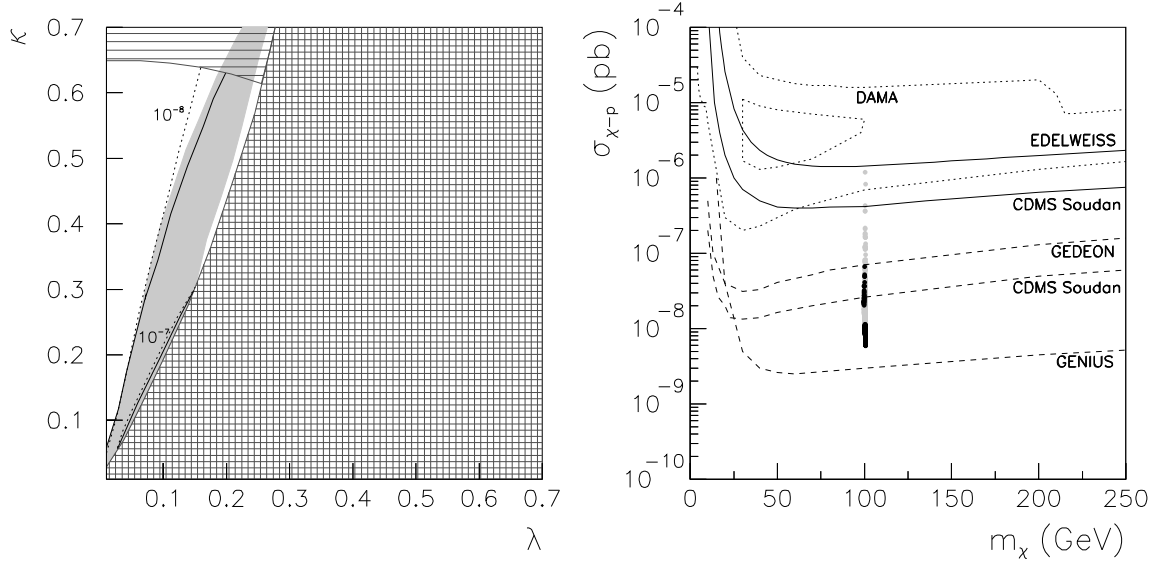 κ
0.7
0.6
0.5
0.4
0.3
0.2
0.1
10⁻⁸
10⁻⁷
0.1 0.2 0.3 0.4 0.5 0.6 0.7
λ
σχ−p (pb)
10⁻⁴
10⁻⁵
10⁻⁶
10⁻⁷
10⁻⁸
10⁻⁹
10⁻¹⁰
DAMA
EDELWEISS
CDMS Soudan
GEDEON
CDMS Soudan
GENIUS
0 50 100 150 200 250
mχ (GeV)